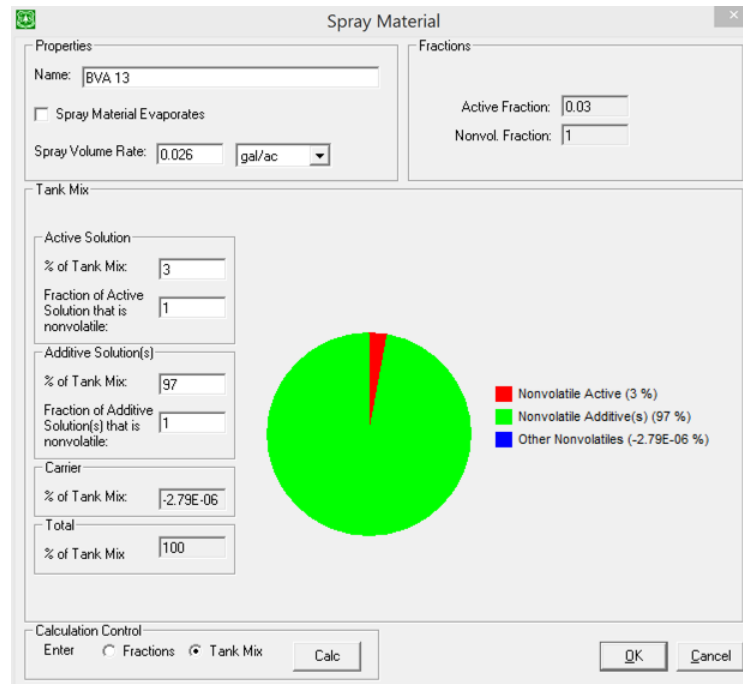 Spray Material
Properties
Name: BVA 13
Spray Material Evaporates
Spray Volume Rate: 0.026 gal/ac
Fractions
Active Fraction: 0.03
Nonvol. Fraction: 1
Tank Mix
Active Solution
% of Tank Mix: 3
Fraction of Active
Solution that is
nonvolatile: 1
Additive Solution(s)
% of Tank Mix: 97
Fraction of Additive
Solution(s) that is
nonvolatile: 1
Carrier
% of Tank Mix: -2.79E-06
Total
% of Tank Mix 100
Nonvolatile Active (3 %)
Nonvolatile Additive(s) (97 %)
Other Nonvolatiles (-2.79E-06 %)
Calculation Control
Enter Fractions Tank Mix Calc
OK Cancel